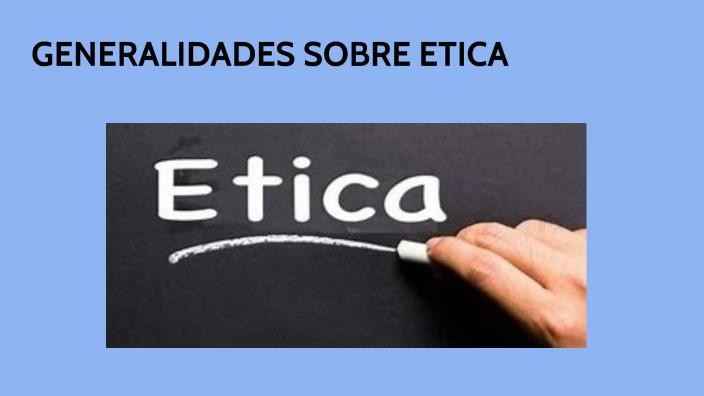 GENERALIDADES SOBRE ETICA
Etica